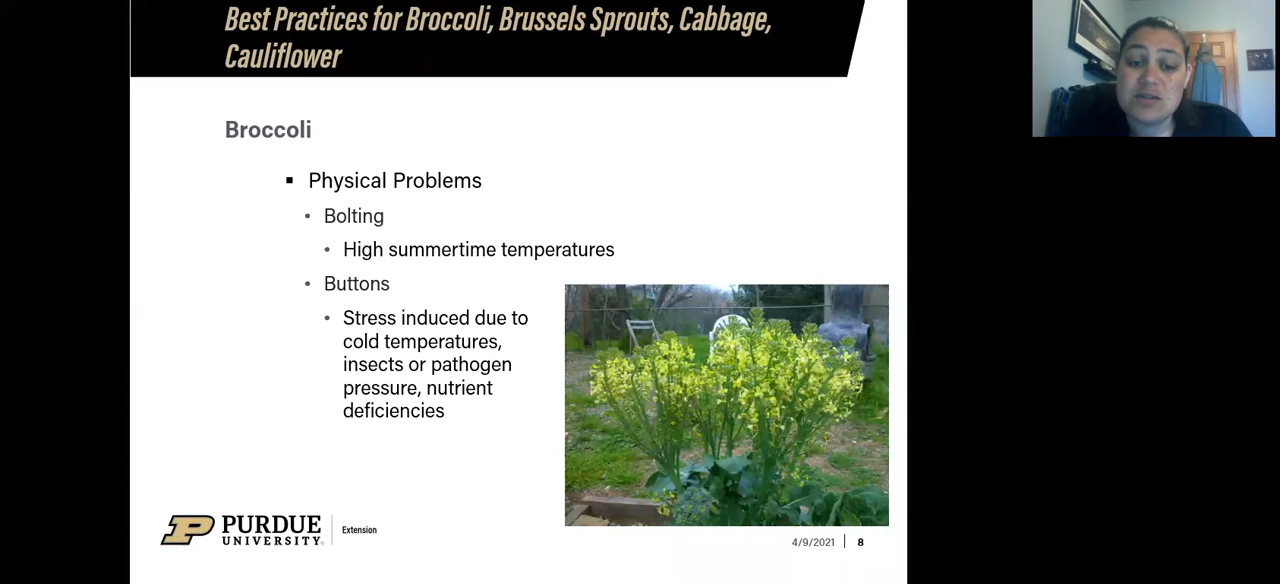 Best Practices for Broccoli, Brussels Sprouts, Cabbage,
Cauliflower
Broccoli
Physical Problems
Bolting
High summertime temperatures
Buttons
Stress induced due to
cold temperatures,
insects or pathogen
pressure, nutrient
deficiencies
PURDUE
UNIVERSITY
Extension
4/9/2021 | 8